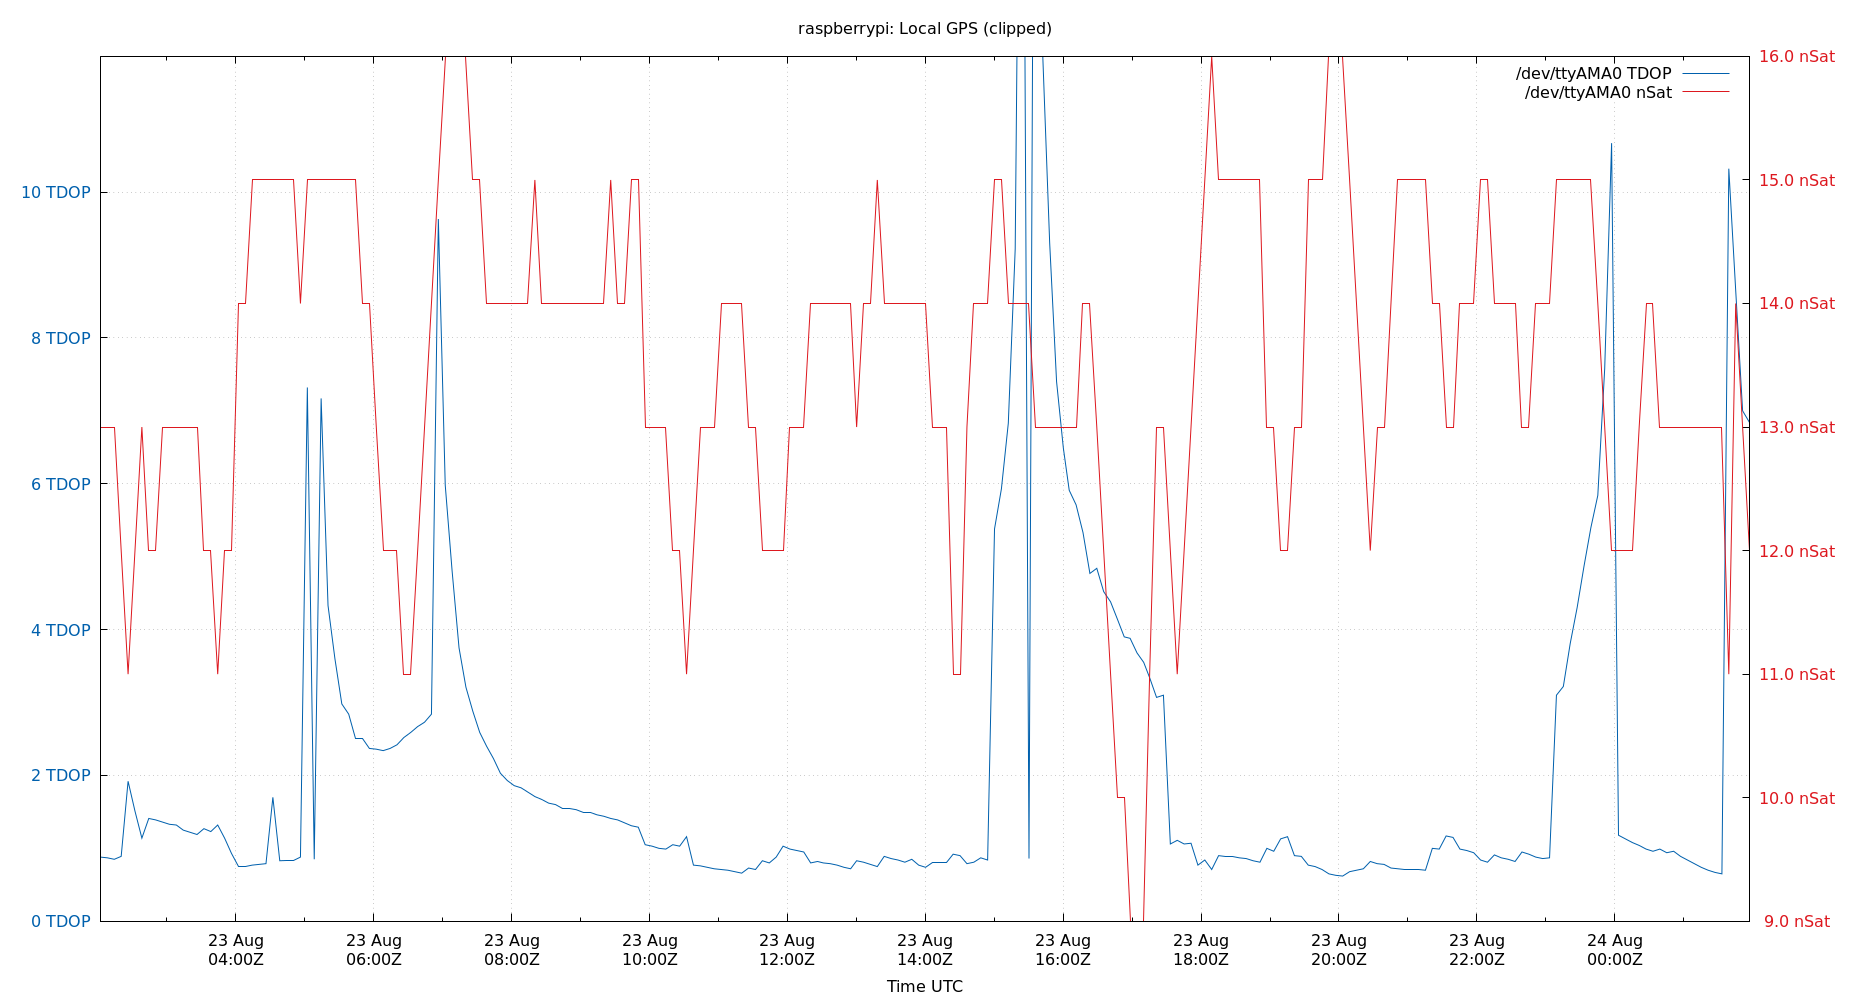 raspberrypi: Local GPS (clipped)
/dev/ttyAMA0 TDOP
/dev/ttyAMA0 nSat
10 TDOP
8 TDOP
6 TDOP
4 TDOP
2 TDOP
0 TDOP
16.0 nSat
15.0 nSat
14.0 nSat
13.0 nSat
12.0 nSat
11.0 nSat
10.0 nSat
9.0 nSat
23 Aug 23 Aug 23 Aug 23 Aug 23 Aug 23 Aug 23 Aug 23 Aug 23 Aug 23 Aug 24 Aug
04:00Z 06:00Z 08:00Z 10:00Z 12:00Z 14:00Z 16:00Z 18:00Z 20:00Z 22:00Z 00:00Z
Time UTC